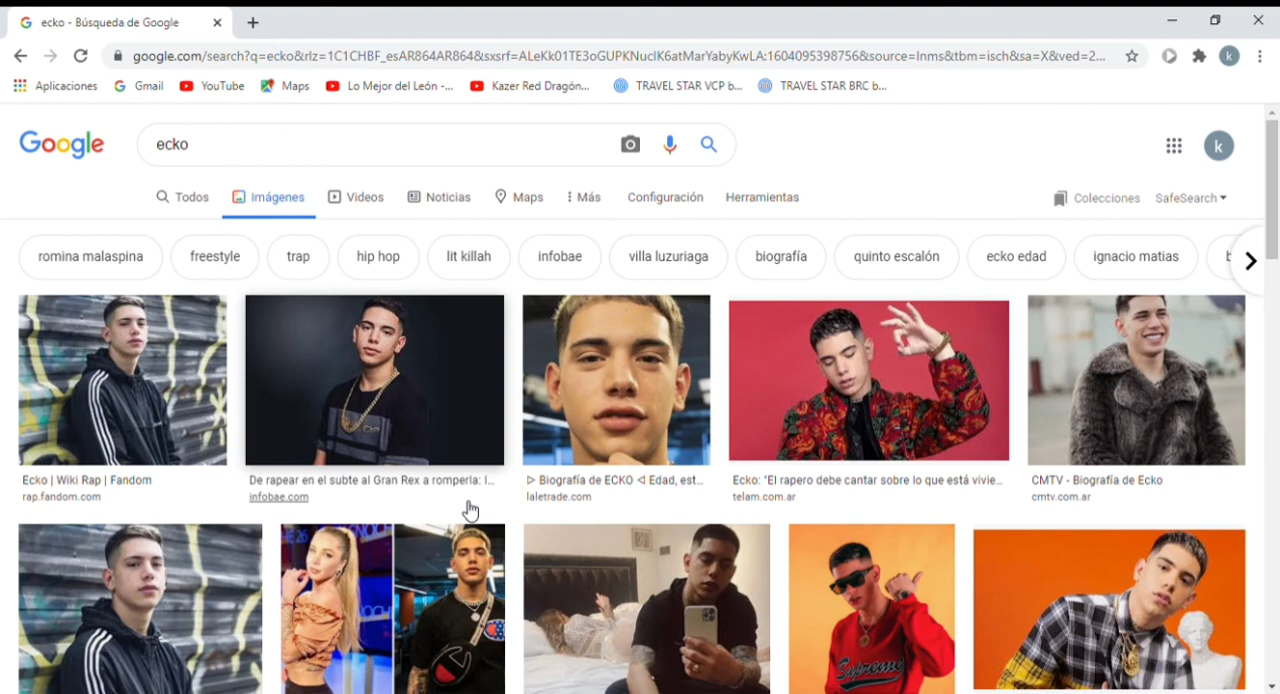 ecko - Búsqueda de Google
google.com/search?q=ecko&rlz=1C1CHBF_esAR864AR864&sxsrf=ALeKk01TE3oGUPKNuclK6atMarYabyKwLA:1604095398756&source=lnms&tbm=isch&sa=X&ved=2...
k
Aplicaciones Gmail YouTube Maps Lo Mejor del León -... Kazer Red Dragón... TRAVEL STAR VCP b... TRAVEL STAR BRC b...
Google ecko k
Todos Imágenes Videos Noticias Maps Más Configuración Herramientas Colecciones SafeSearch
romina malaspina freestyle trap hip hop lit killah infobae villa luzuriaga biografía quinto escalón ecko edad ignacio matias b
Ecko | Wiki Rap | Fandom De rapear en el subte al Gran Rex a romperla: l... ᐅ Biografía de ECKO ᐊ Edad, est... Ecko: "El rapero debe cantar sobre lo que está vivie... CMTV - Biografía de Ecko
rap.fandom.com infobae.com laletrade.com telam.com.ar cmtv.com.ar
Supreme